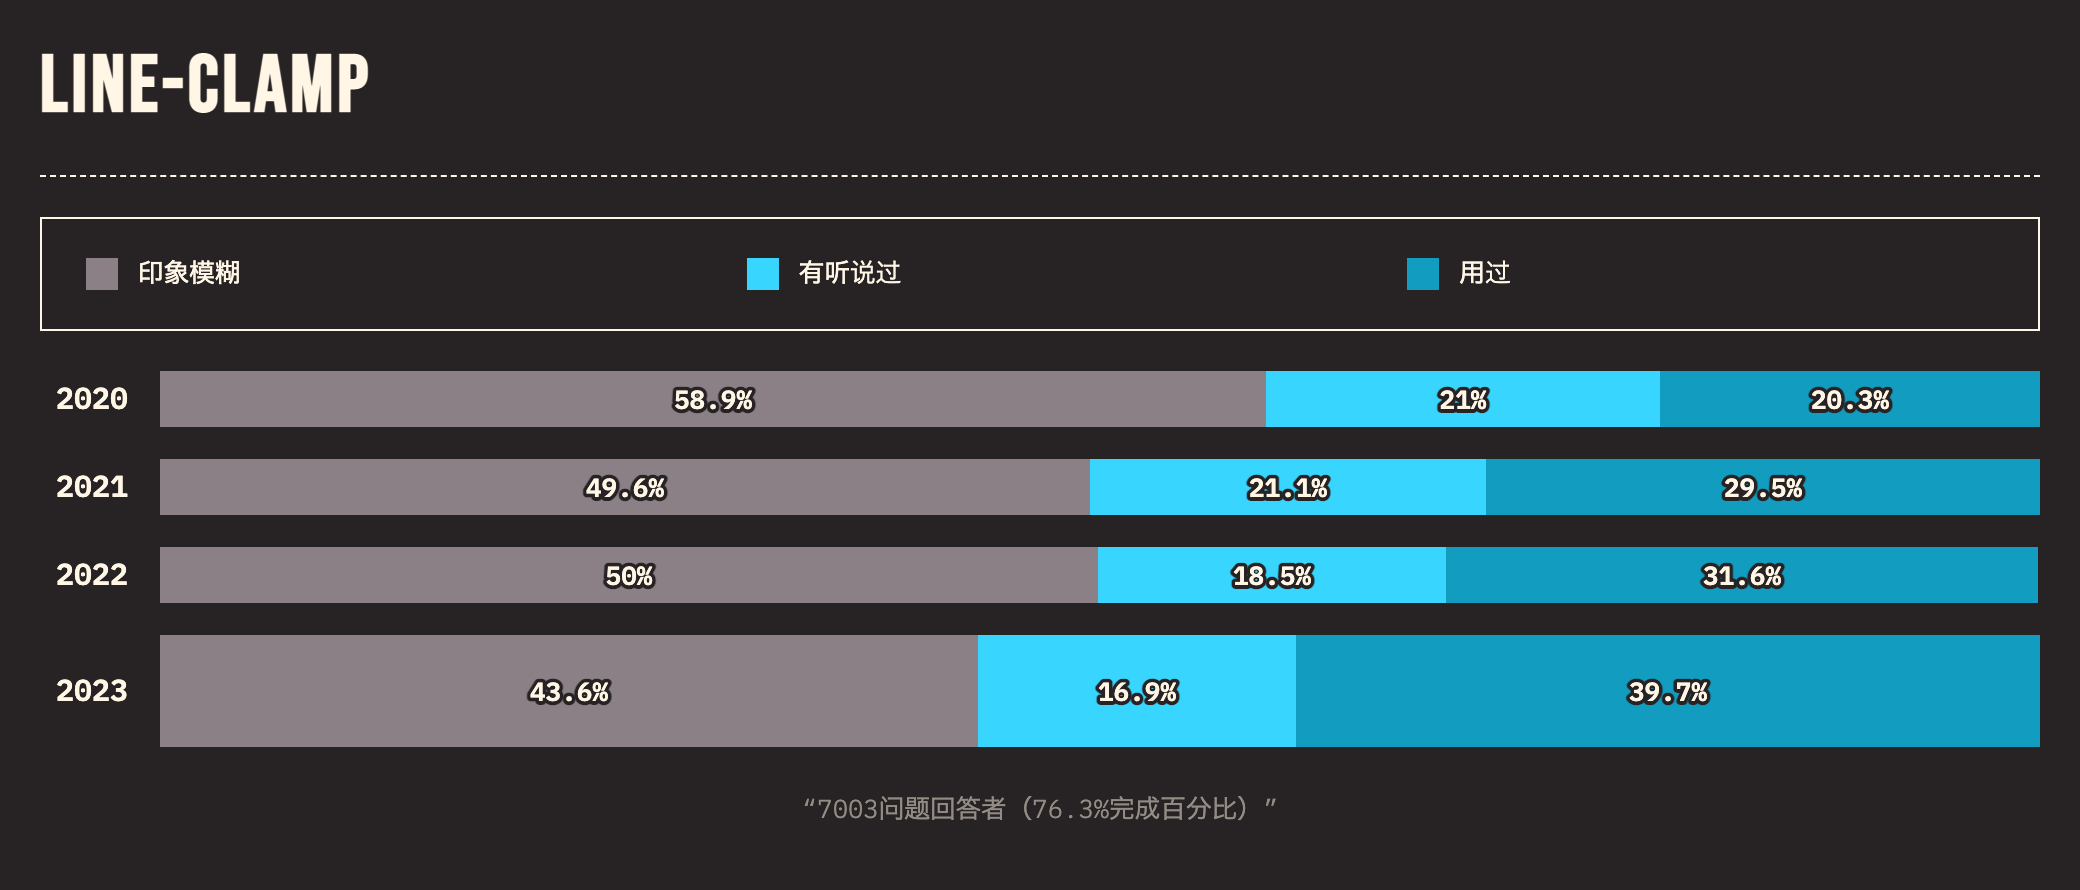 LINE-CLAMP
印象模糊 有听说过 用过
2020 58.9% 21% 20.3%
2021 49.6% 21.1% 29.5%
2022 50% 18.5% 31.6%
2023 43.6% 16.9% 39.7%
“7003问题回答者（76.3%完成百分比）”